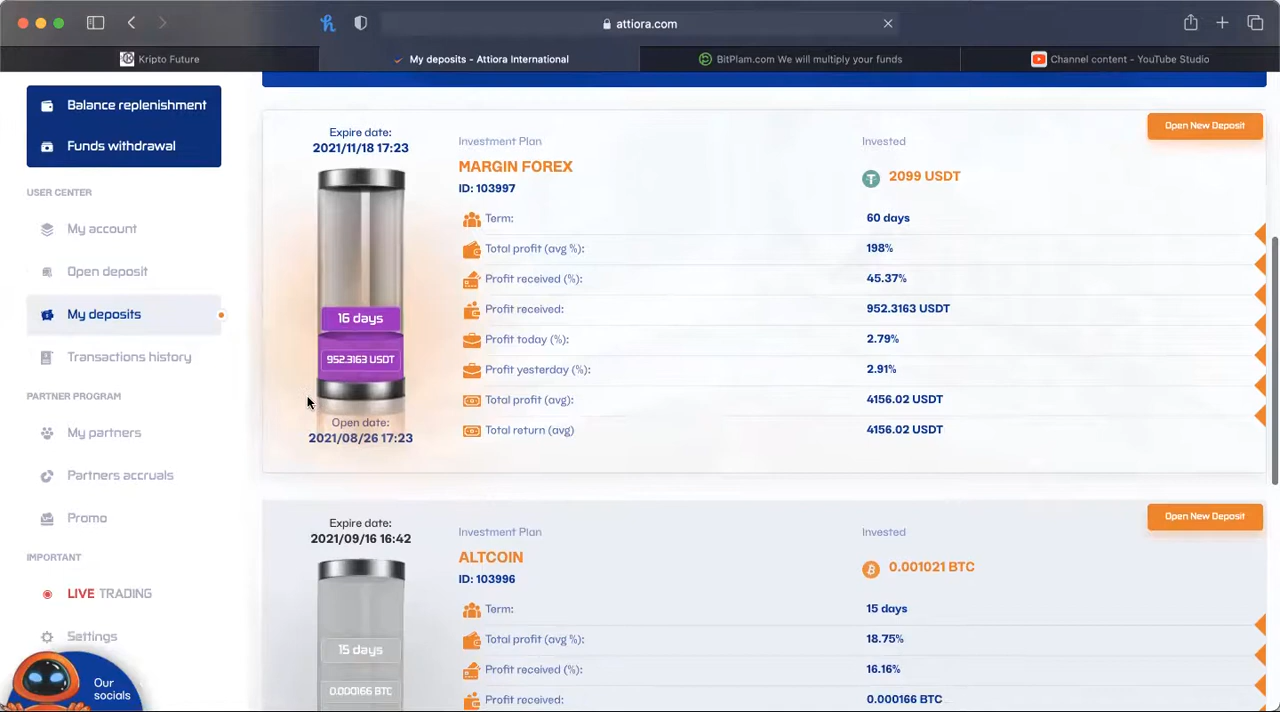 attiora.com
Kripto Future
My deposits - Attiora International
BitPlam.com We will multiply your funds
Channel content - YouTube Studio
Balance replenishment
Funds withdrawal
USER CENTER
My account
Open deposit
My deposits
Transactions history
PARTNER PROGRAM
My partners
Partners accruals
Promo
IMPORTANT
LIVE TRADING
Settings
Our
socials
Expire date:
2021/11/18 17:23
16 days
952.3163 USDT
Open date:
2021/08/26 17:23
Investment Plan
MARGIN FOREX
ID: 103997
Invested
2099 USDT
Open New Deposit
Term: 60 days
Total profit (avg %): 198%
Profit received (%): 45.37%
Profit received: 952.3163 USDT
Profit today (%): 2.79%
Profit yesterday (%): 2.91%
Total profit (avg): 4156.02 USDT
Total return (avg) 4156.02 USDT
Expire date:
2021/09/16 16:42
15 days
0.000166 BTC
Investment Plan
ALTCOIN
ID: 103996
Invested
0.001021 BTC
Open New Deposit
Term: 15 days
Total profit (avg %): 18.75%
Profit received (%): 16.16%
Profit received: 0.000166 BTC